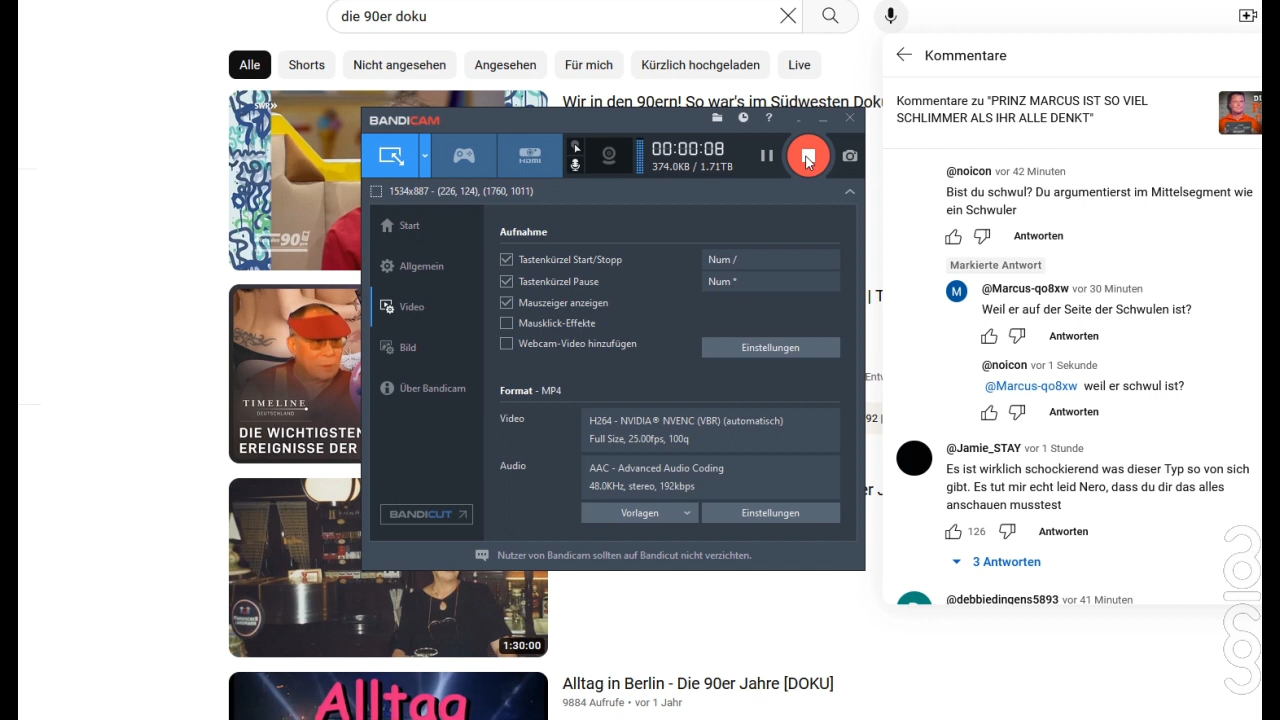 die 90er doku
Alle
Shorts
Nicht angesehen
Angesehen
Für mich
Kürzlich hochgeladen
Live
SWR»
Wir in den 90ern! So war's im Südwesten Doku
TIMELINE
DEUTSCHLAND
DIE WICHTIGSTEN
EREIGNISSE DER
1:30:00
Alltag
Alltag in Berlin - Die 90er Jahre [DOKU]
9884 Aufrufe • vor 1 Jahr
BANDICAM
HDMI
00:00:08
374.0KB / 1.71TB
1534x887 - (226, 124), (1760, 1011)
Start
Allgemein
Video
Bild
Über Bandicam
BANDICUT
Aufnahme
Tastenkürzel Start/Stopp
Num /
Tastenkürzel Pause
Num *
Mauszeiger anzeigen
Mausklick-Effekte
Webcam-Video hinzufügen
Einstellungen
Format - MP4
Video
H264 - NVIDIA® NVENC (VBR) (automatisch)
Full Size, 25.00fps, 100q
Audio
AAC - Advanced Audio Coding
48.0KHz, stereo, 192kbps
Vorlagen
Einstellungen
Nutzer von Bandicam sollten auf Bandicut nicht verzichten.
| T
Entv
92 |
er J
Kommentare
Kommentare zu "PRINZ MARCUS IST SO VIEL
SCHLIMMER ALS IHR ALLE DENKT"
@noicon vor 42 Minuten
Bist du schwul? Du argumentierst im Mittelsegment wie
ein Schwuler
Antworten
Markierte Antwort
M
@Marcus-qo8xw vor 30 Minuten
Weil er auf der Seite der Schwulen ist?
Antworten
@noicon vor 1 Sekunde
@Marcus-qo8xw weil er schwul ist?
Antworten
@Jamie_STAY vor 1 Stunde
Es ist wirklich schockierend was dieser Typ so von sich
gibt. Es tut mir echt leid Nero, dass du dir das alles
anschauen musstest
126
Antworten
3 Antworten
@debbiedingens5893 vor 41 Minuten